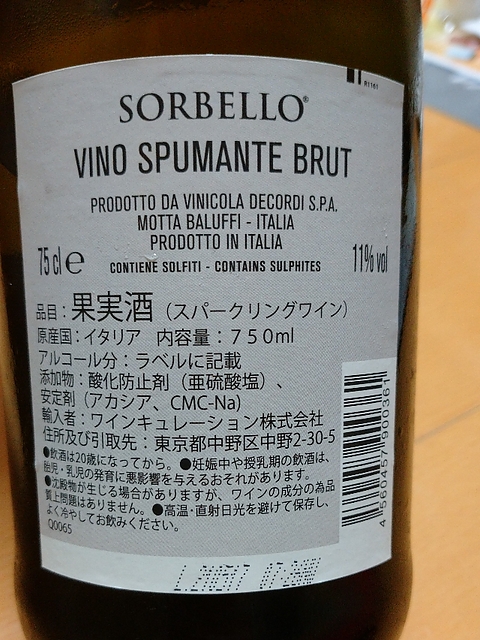 R1161
SORBELLO®
VINO SPUMANTE BRUT
PRODOTTO DA VINICOLA DECORDI S.P.A.
MOTTA BALUFFI - ITALIA
PRODOTTO IN ITALIA
75 cl e CONTIENE SOLFITI - CONTAINS SULPHITES 11% vol
品目：果実酒（スパークリングワイン）
原産国：イタリア　内容量：７５０ml
アルコール分：ラベルに記載
添加物：酸化防止剤（亜硫酸塩）、
安定剤（アカシア、CMC-Na）
輸入者：ワインキュレーション株式会社
住所及び引取先：東京都中野区中野2-30-5
●飲酒は20歳になってから。●妊娠中や授乳期の飲酒は、
胎児・乳児の発育に悪影響を与えるおそれがあります。
●沈殿物が生じる場合がありますが、ワインの成分の為品
質上問題はありません。●高温・直射日光を避けて保存し、
よく冷やしてお飲みください。
Q0065
4 560457 900361